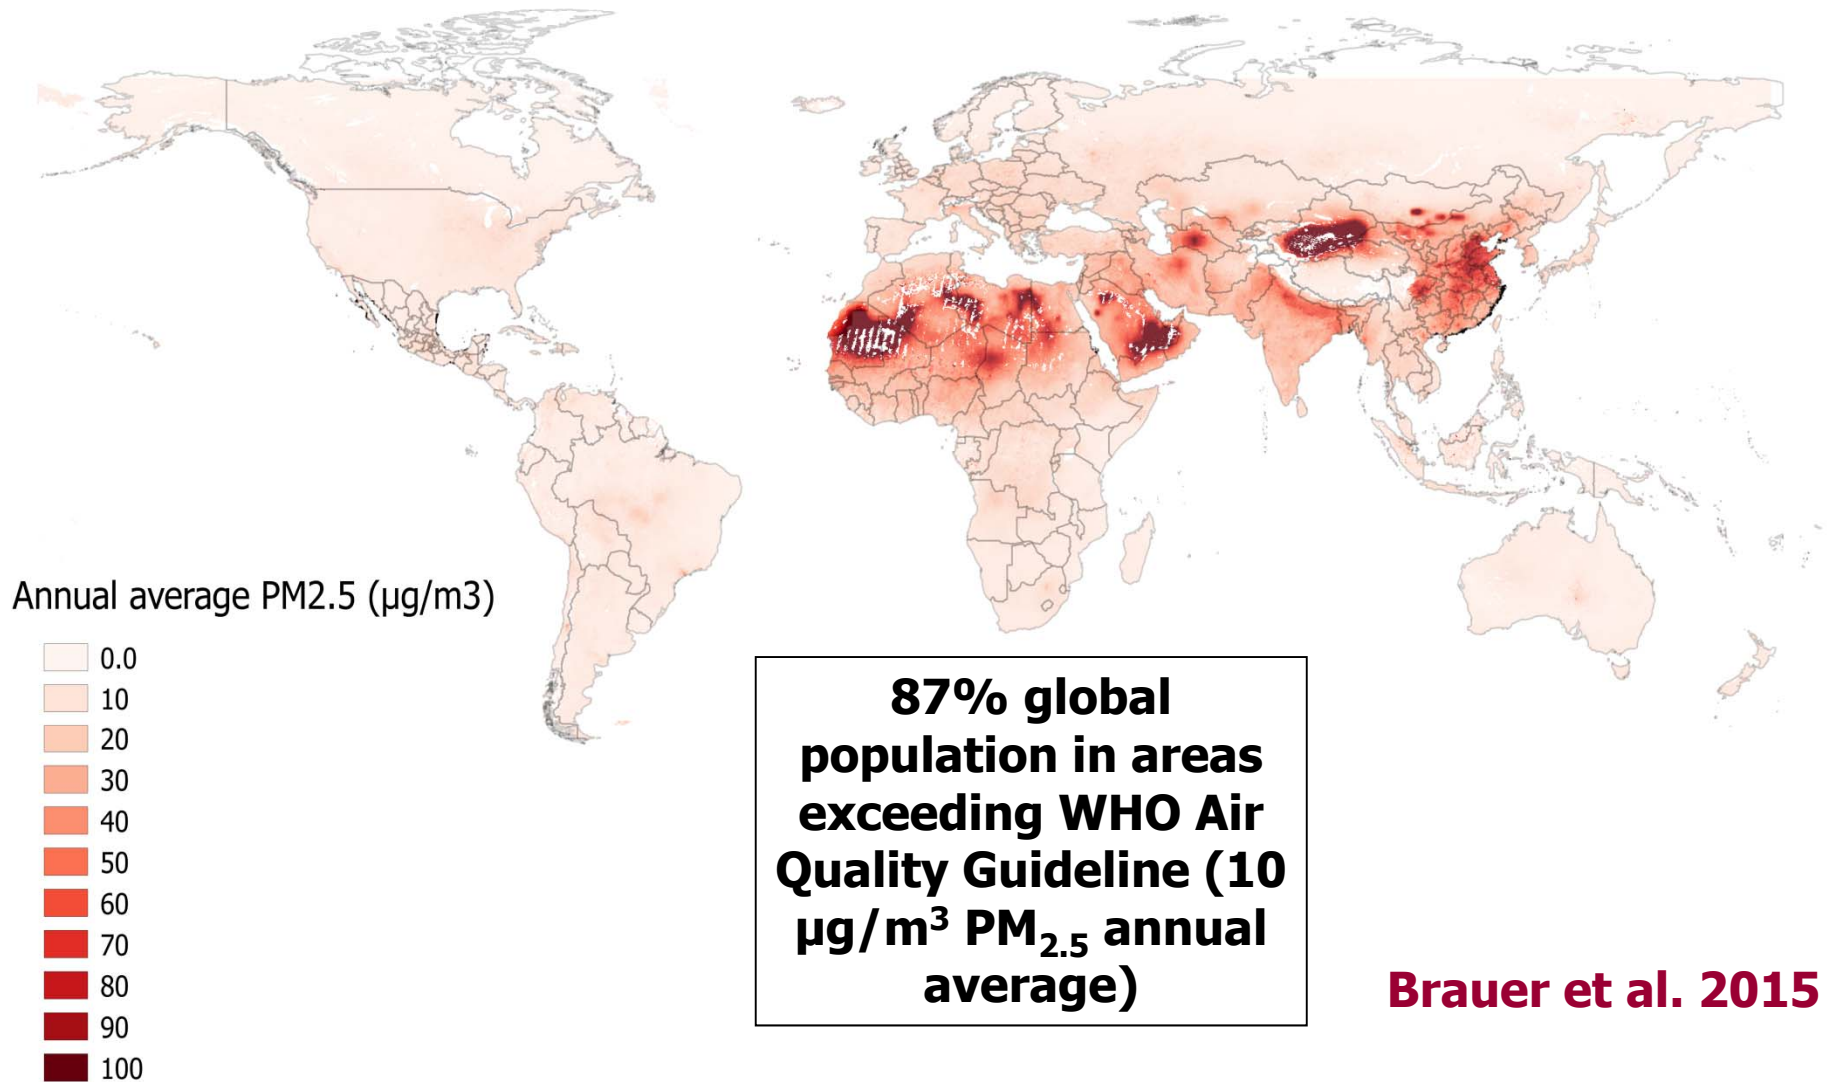 Annual average PM2.5 (µg/m3)
0.0
10
20
30
40
50
60
70
80
90
100
87% global
population in areas
exceeding WHO Air
Quality Guideline (10
µg/m³ PM₂.₅ annual
average)
Brauer et al. 2015